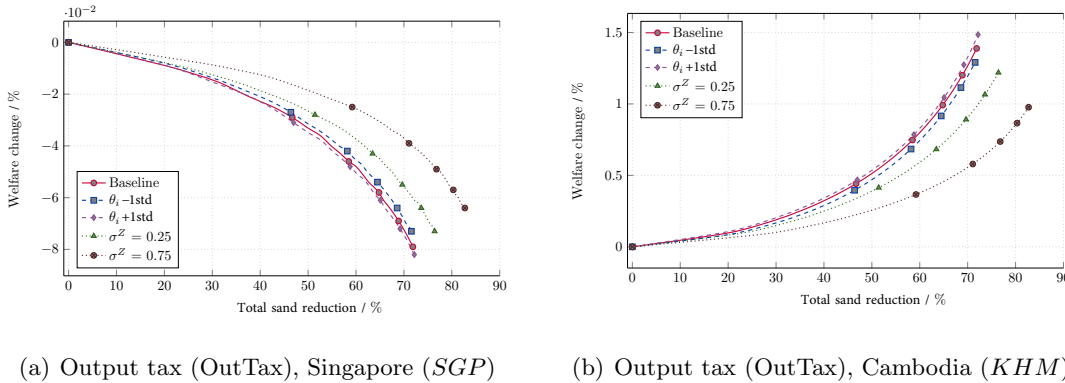 ·10⁻²
0
−2
−4
−6
−8
Welfare change / %
0 10 20 30 40 50 60 70 80 90
Total sand reduction / %
Baseline
θᵢ−1std
θᵢ+1std
σᶻ = 0.25
σᶻ = 0.75
(a) Output tax (OutTax), Singapore (SGP)
1.5
1
0.5
0
Welfare change / %
0 10 20 30 40 50 60 70 80 90
Total sand reduction / %
Baseline
θᵢ−1std
θᵢ+1std
σᶻ = 0.25
σᶻ = 0.75
(b) Output tax (OutTax), Cambodia (KHM)